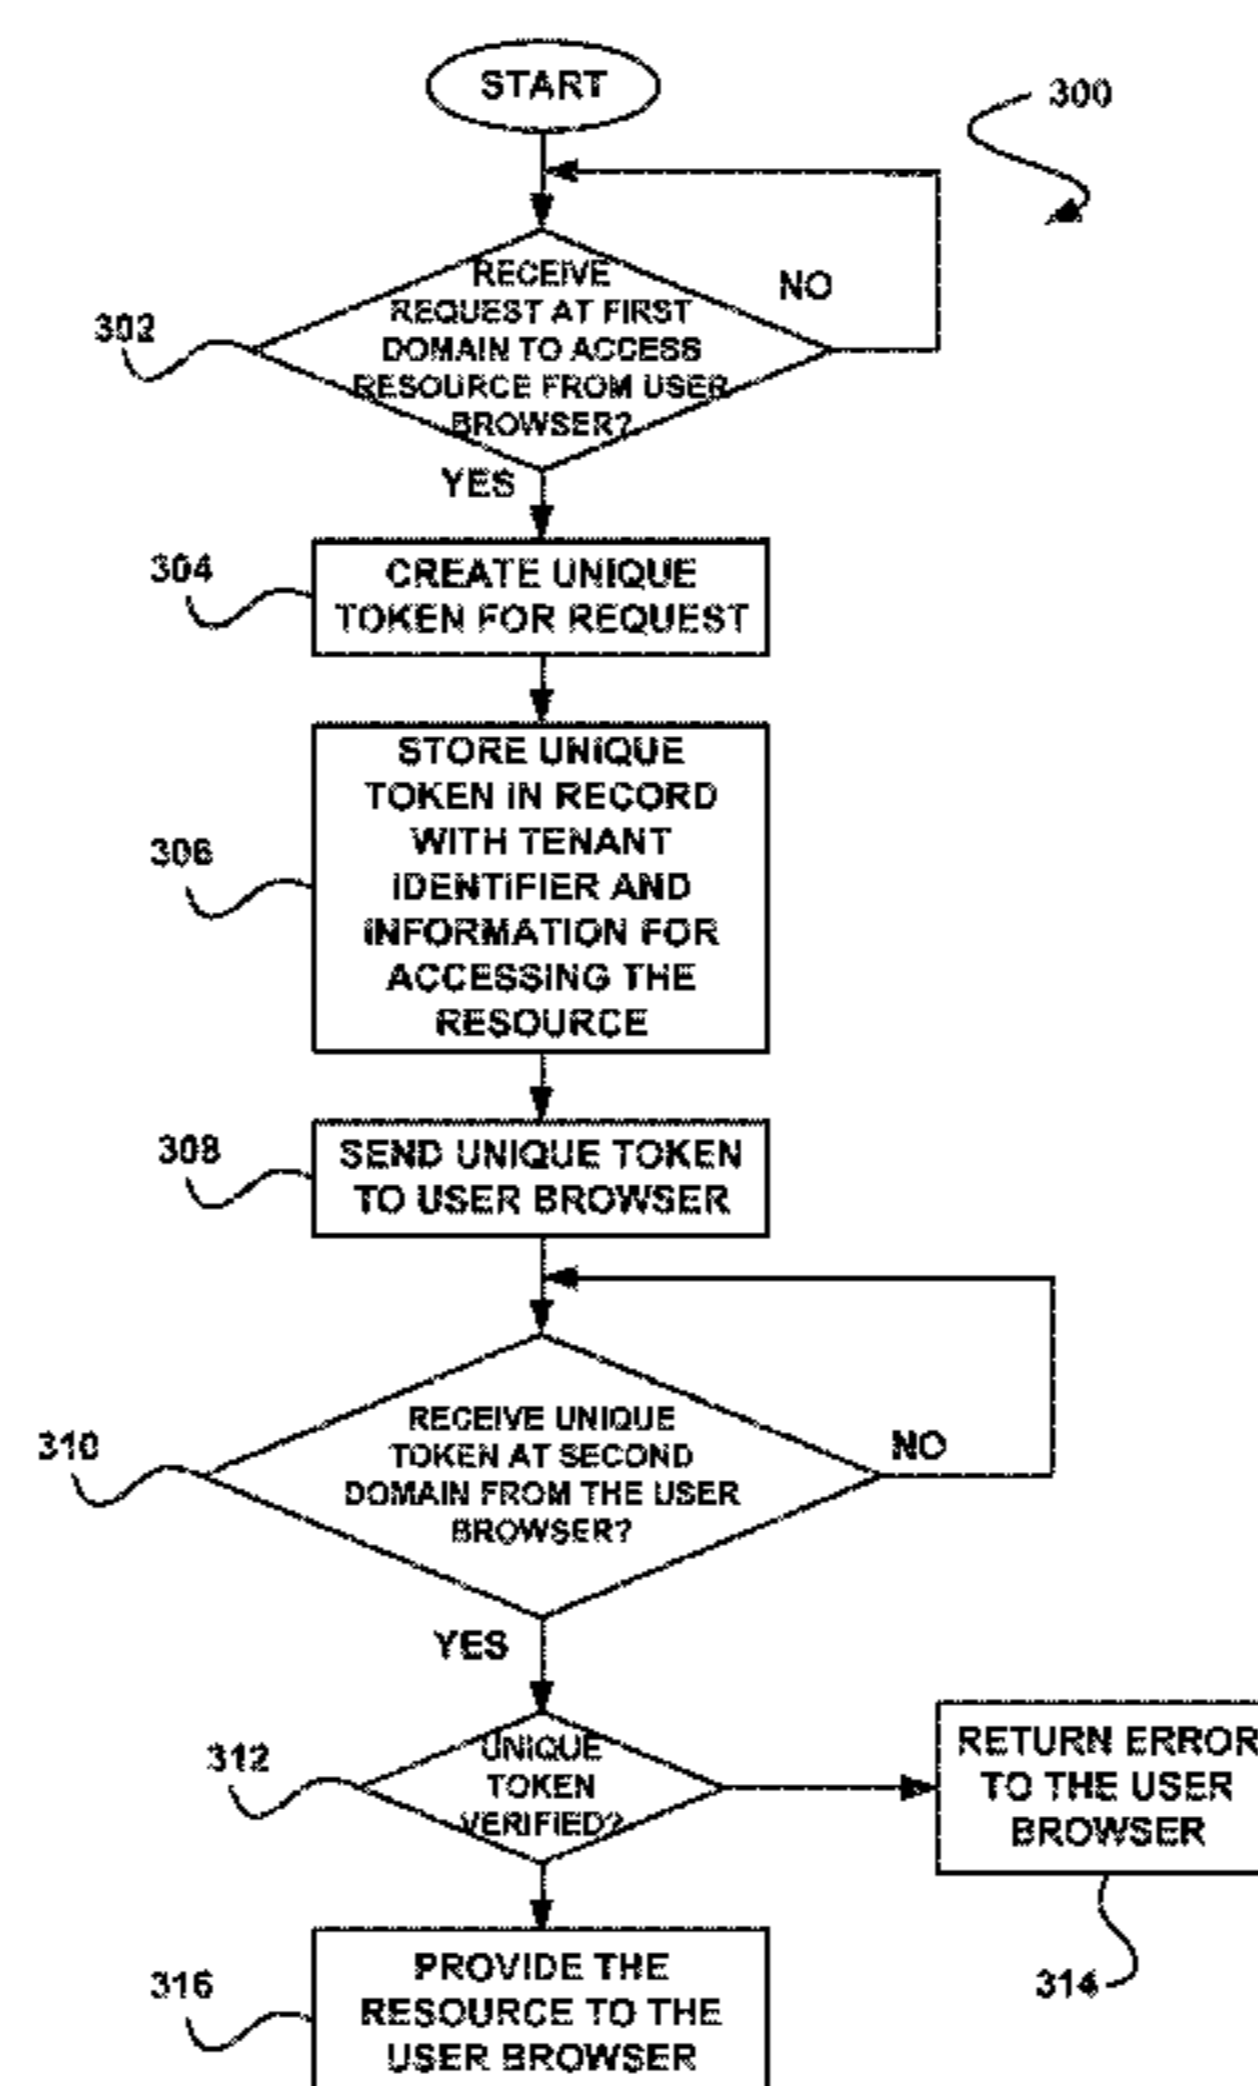 START
300
302
RECEIVE
REQUEST AT FIRST
DOMAIN TO ACCESS
RESOURCE FROM USER
BROWSER?
NO
YES
304
CREATE UNIQUE
TOKEN FOR REQUEST
306
STORE UNIQUE
TOKEN IN RECORD
WITH TENANT
IDENTIFIER AND
INFORMATION FOR
ACCESSING THE
RESOURCE
308
SEND UNIQUE TOKEN
TO USER BROWSER
310
RECEIVE UNIQUE
TOKEN AT SECOND
DOMAIN FROM THE USER
BROWSER?
NO
YES
312
UNIQUE
TOKEN
VERIFIED?
RETURN ERROR
TO THE USER
BROWSER
314
316
PROVIDE THE
RESOURCE TO THE
USER BROWSER